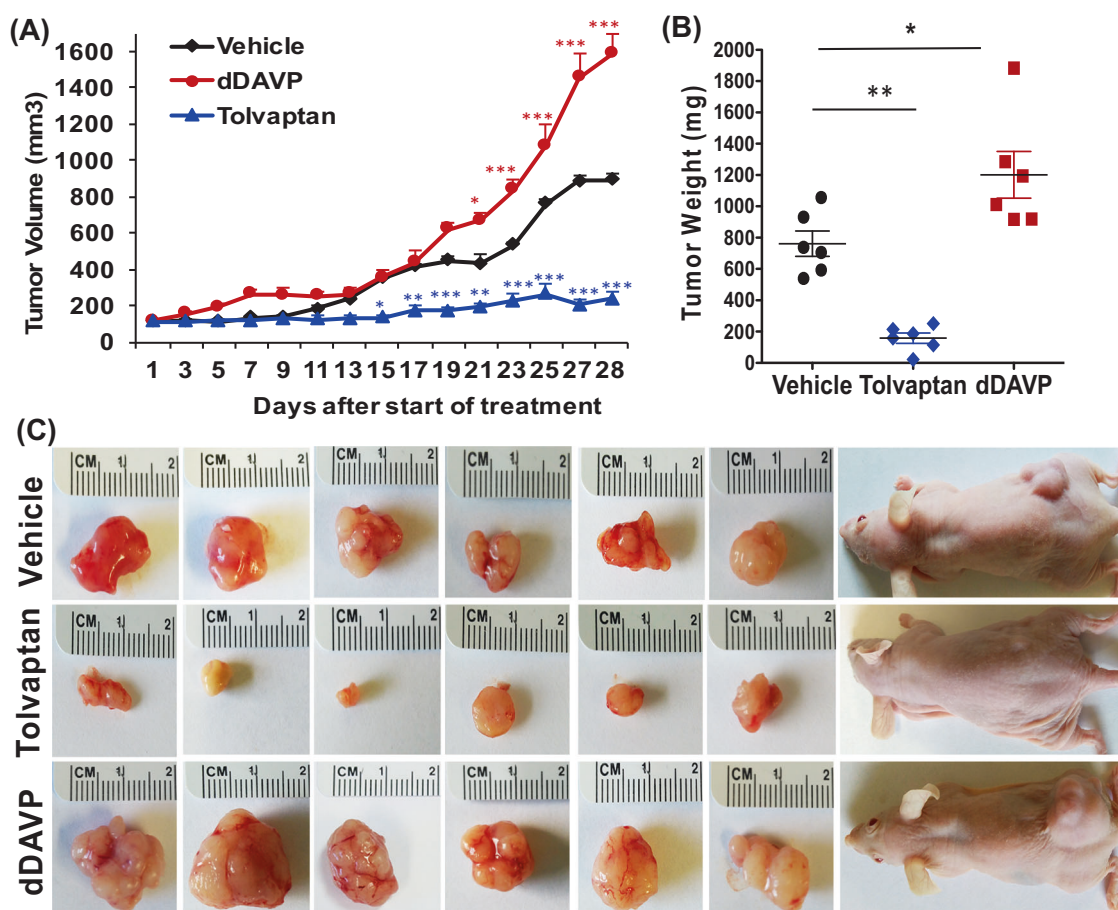 (A)
Tumor Volume (mm3)
1600
1400
1200
1000
800
600
400
200
0
Vehicle
dDAVP
Tolvaptan
***
***
***
***
*
* ** *** ** *** *** *** ***
1 3 5 7 9 11 13 15 17 19 21 23 25 27 28
Days after start of treatment
(B)
Tumor Weight (mg)
2000
1800
1600
1400
1200
1000
800
600
400
200
0
*
**
Vehicle Tolvaptan dDAVP
(C)
Vehicle
CM 1 2
CM 1 2
CM 1 2
CM 1 2
CM 1 2
CM 1 2
Tolvaptan
CM 1 2
CM 1 2
CM 1 2
CM 1 2
CM 1 2
CM 1 2
dDAVP
CM 1 2
CM 1 2
CM 1 2
CM 1 2
CM 1 2
CM 1 2